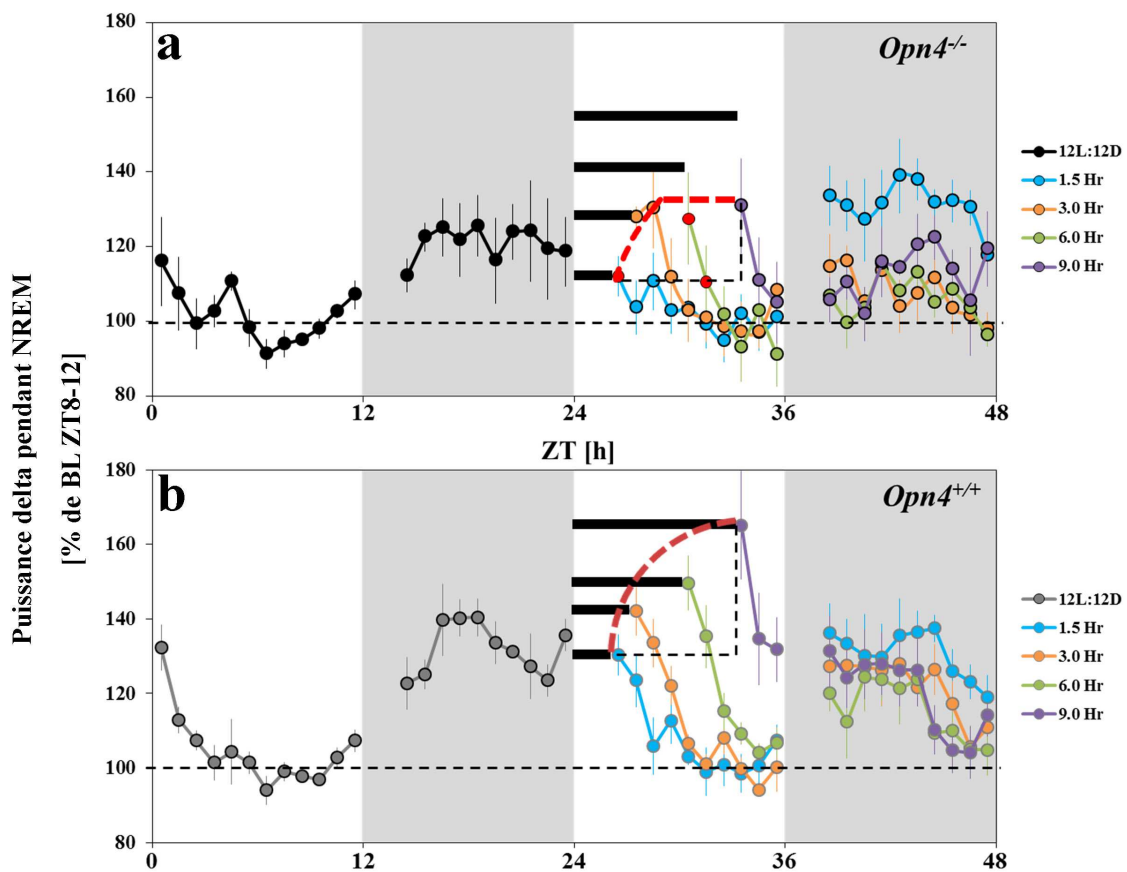 Puissance delta pendant NREM
[% de BL ZT8-12]
180
160
140
120
100
80
a
Opn4-/-
12L:12D
1.5 Hr
3.0 Hr
6.0 Hr
9.0 Hr
0
12
24
36
48
ZT [h]
180
160
140
120
100
80
b
Opn4+/+
12L:12D
1.5 Hr
3.0 Hr
6.0 Hr
9.0 Hr
0
12
24
36
48